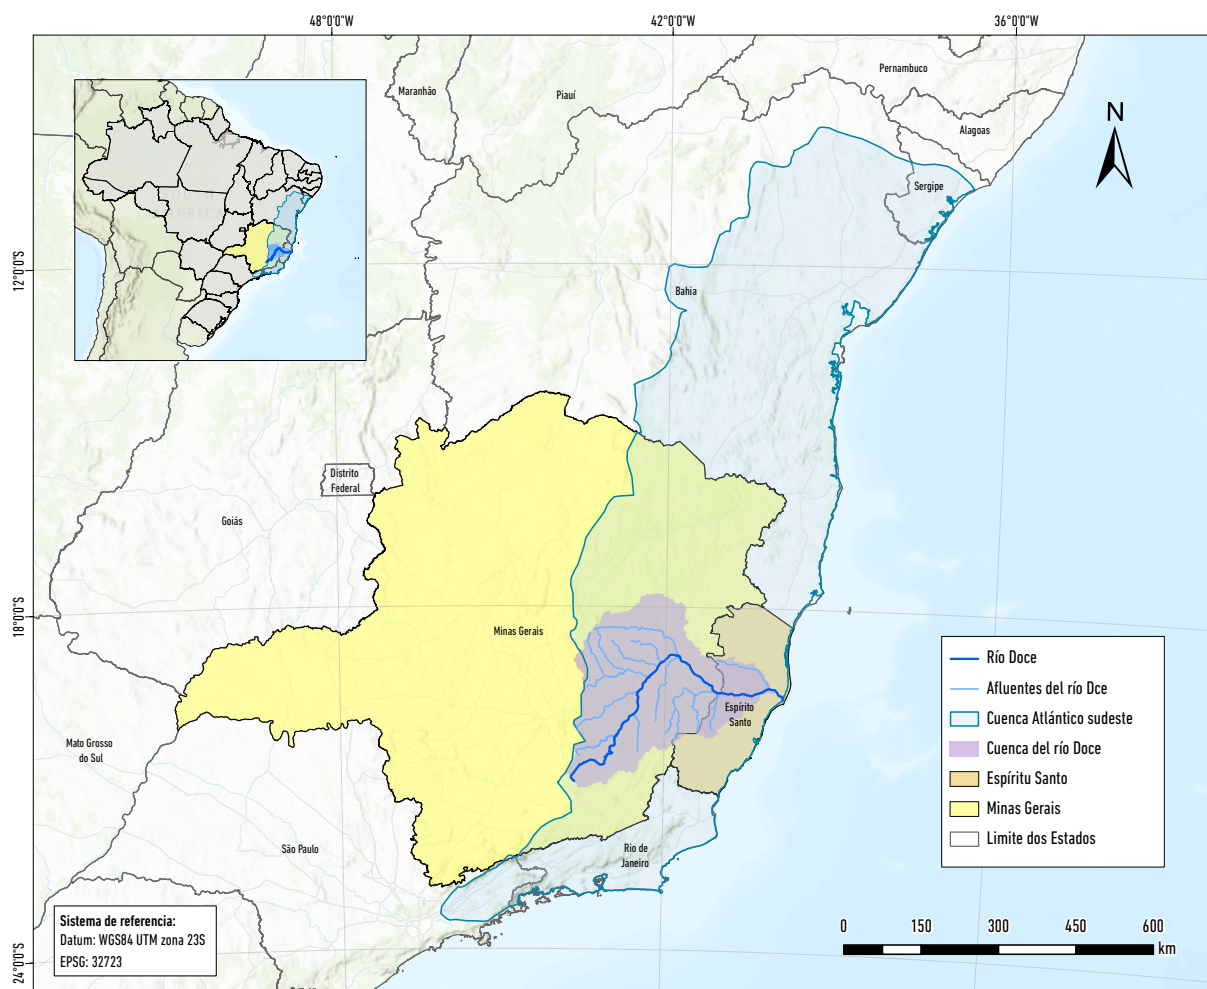 48°0'0"W
42°0'0"W
36°0'0"W
Pernambuco
Maranhão
Piauí
Alagoas
N
Sergipe
12°0'0"S
Bahia
Distrito
Federal
Goiás
18°0'0"S
Minas Gerais
Espírito
Santo
Mato Grosso
do Sul
São Paulo
Rio de
Janeiro
Río Doce
Afluentes del río Dce
Cuenca Atlántico sudeste
Cuenca del río Doce
Espíritu Santo
Minas Gerais
Limite dos Estados
Sistema de referencia:
Datum: WGS84 UTM zona 23S
EPSG: 32723
0 150 300 450 600
km
24°0'0"S